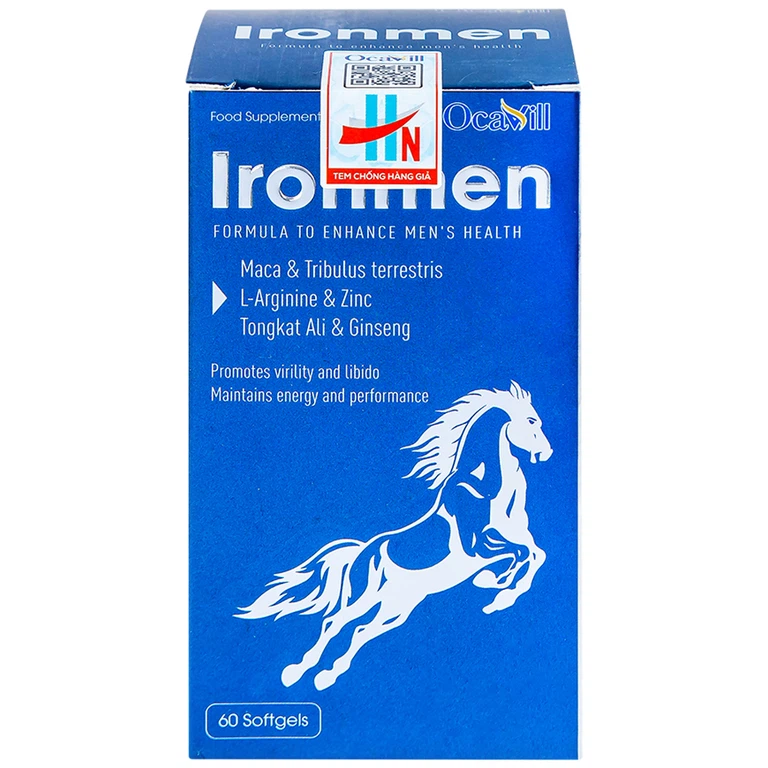 Ironmen
Formula to enhance men's health
Ocavill
Food Supplement
Ocavill
HN
TEM CHỐNG HÀNG GIẢ
Ironmen
FORMULA TO ENHANCE MEN'S HEALTH
Maca & Tribulus terrestris
L-Arginine & Zinc
Tongkat Ali & Ginseng
Promotes virility and libido
Maintains energy and performance
60 Softgels